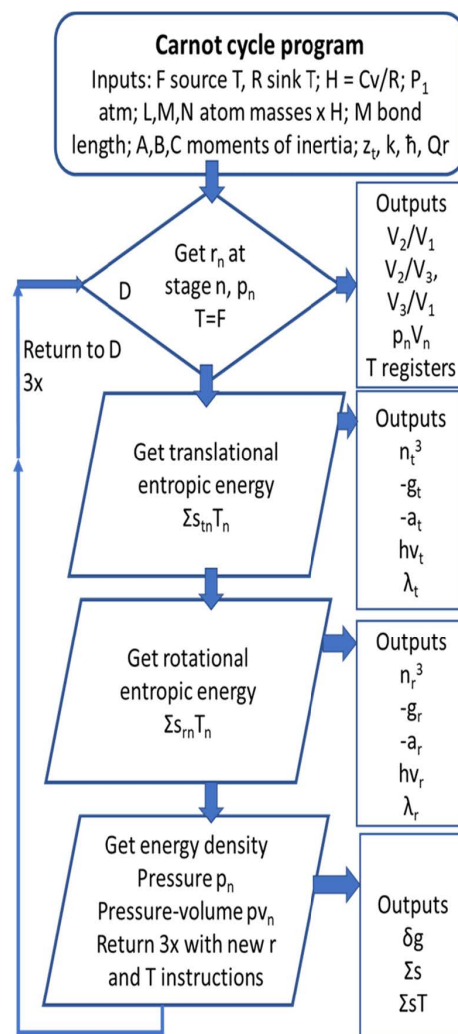 Carnot cycle program
Inputs: F source T, R sink T; H = Cv/R; P₁
atm; L,M,N atom masses x H; M bond
length; A,B,C moments of inertia; zₜ, k, ħ, Qr
Get rₙ at
stage n, pₙ
T=F
D
Outputs
V₂/V₁
V₂/V₃,
V₃/V₁
pₙVₙ
T registers
Return to D
3x
Get translational
entropic energy
ΣsₜₙTₙ
Outputs
nₜ³
-gₜ
-aₜ
hvₜ
λₜ
Get rotational
entropic energy
ΣsᵣₙTₙ
Outputs
nᵣ³
-gᵣ
-aᵣ
hvᵣ
λᵣ
Get energy density
Pressure pₙ
Pressure-volume pvₙ
Return 3x with new r
and T instructions
Outputs
δg
Σs
ΣsT